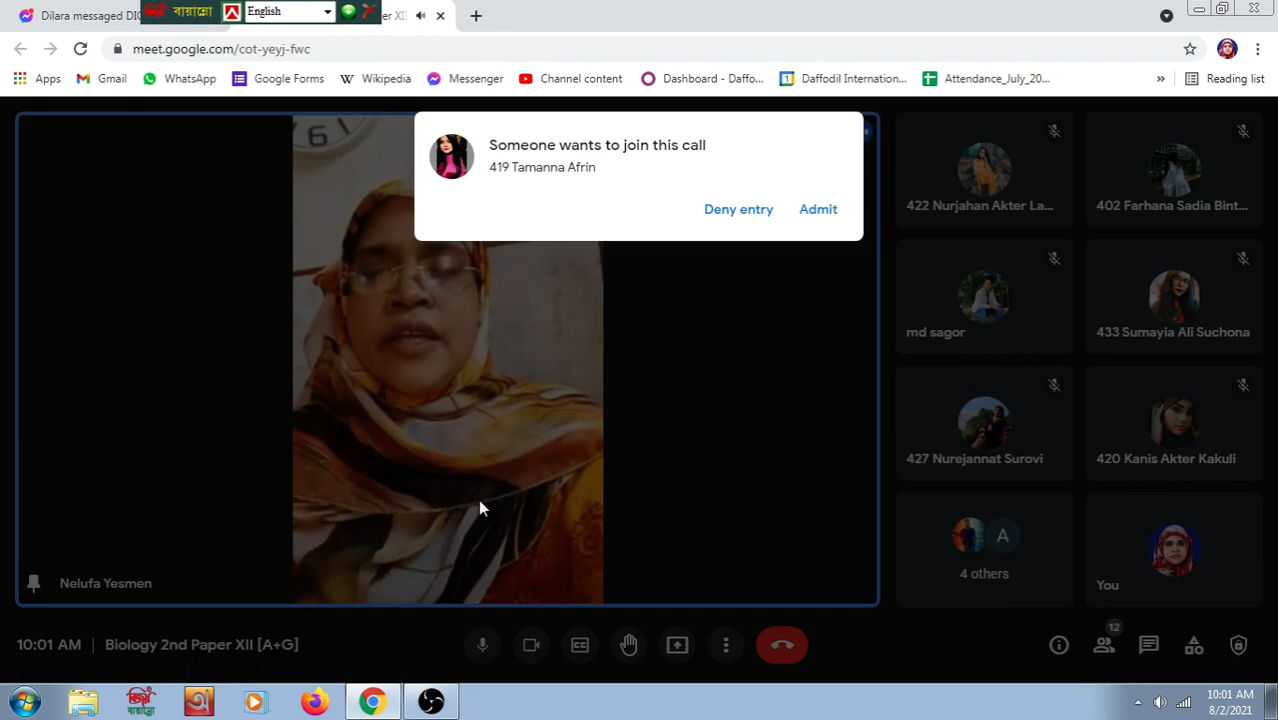 Dilara messaged DI
বায়ান্নো
English
er XII
meet.google.com/cot-yeyj-fwc
Apps
Gmail
WhatsApp
Google Forms
Wikipedia
Messenger
Channel content
Dashboard - Daffo...
Daffodil Internation...
Attendance_July_20...
»
Reading list
Someone wants to join this call
419 Tamanna Afrin
Deny entry
Admit
422 Nurjahan Akter La...
402 Farhana Sadia Bint...
md sagor
433 Sumayia Ali Suchona
427 Nurejannat Surovi
420 Kanis Akter Kakuli
A
4 others
You
Nelufa Yesmen
10:01 AM | Biology 2nd Paper XII [A+G]
CC
12
বায়ান্নো
অ
10:01 AM
8/2/2021